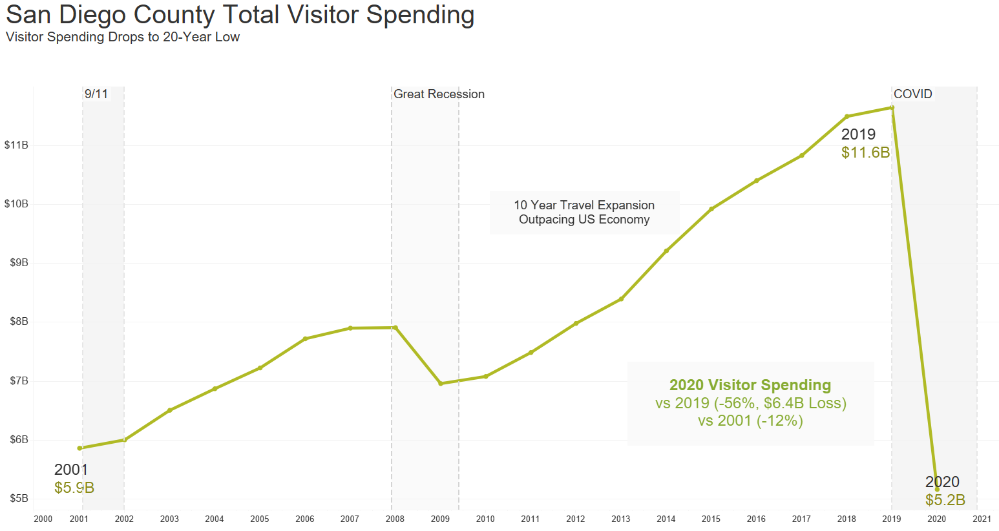 San Diego County Total Visitor Spending
Visitor Spending Drops to 20-Year Low
9/11
Great Recession
COVID
$11B
$10B
$9B
$8B
$7B
$6B
$5B
2019
$11.6B
10 Year Travel Expansion
Outpacing US Economy
2020 Visitor Spending
vs 2019 (-56%, $6.4B Loss)
vs 2001 (-12%)
2001
$5.9B
2020
$5.2B
2000 2001 2002 2003 2004 2005 2006 2007 2008 2009 2010 2011 2012 2013 2014 2015 2016 2017 2018 2019 2020 2021